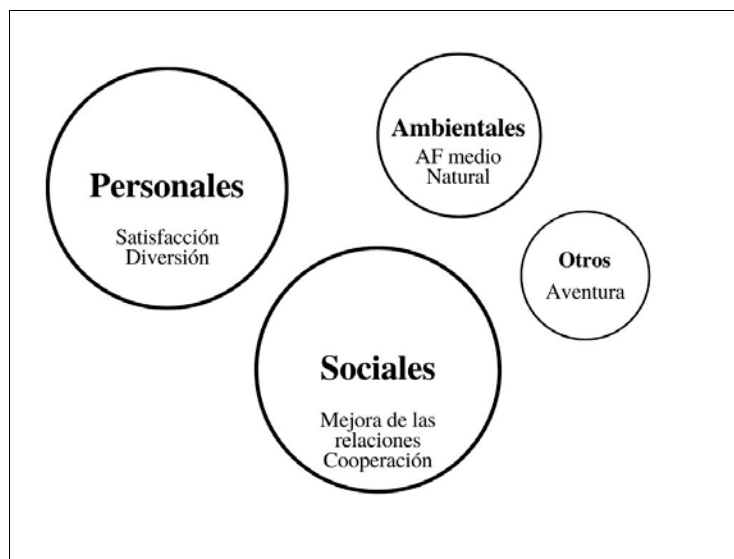 Personales
Satisfacción
Diversión
Ambientales
AF medio
Natural
Otros
Aventura
Sociales
Mejora de las
relaciones
Cooperación